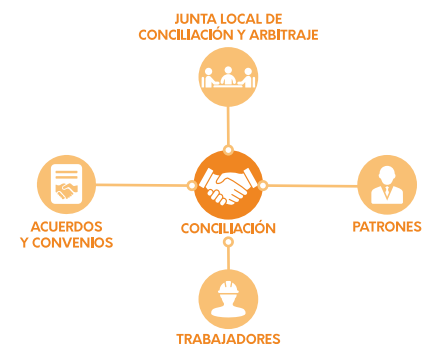 JUNTA LOCAL DE
CONCILIACIÓN Y ARBITRAJE
ACUERDOS
Y CONVENIOS
CONCILIACIÓN
PATRONES
TRABAJADORES